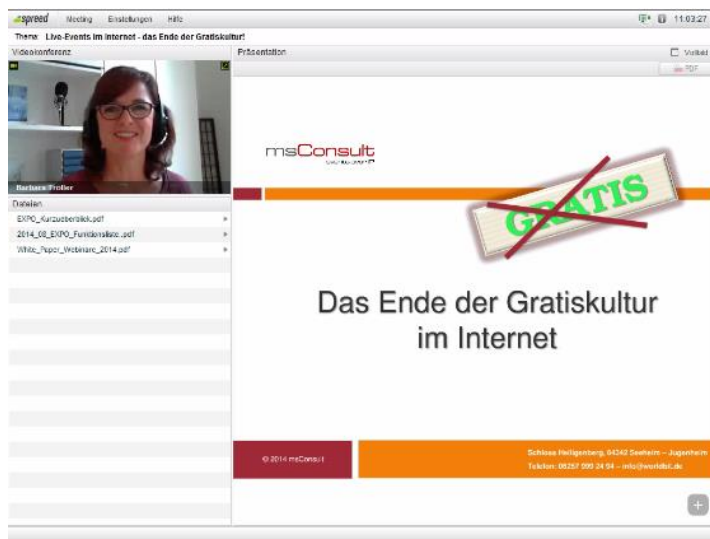 spreed Meeting Einstellungen Hilfe 11:03:27
Thema: Live-Events im Internet - das Ende der Gratiskultur!
Videokonferenz
Präsentation
Vollbild
PDF
msConsult
GRATIS
Barbara Troller
Dateien
EXPO_Kurzueberblick.pdf
2014_08_EXPO_Funktionsliste_.pdf
White_Paper_Webinare_2014.pdf
Das Ende der Gratiskultur
im Internet
© 2014 msConsult
Schloss Heiligenberg, 64342 Seeheim – Jugenheim
Telefon: 06257 999 24 94 – info@worldbit.de